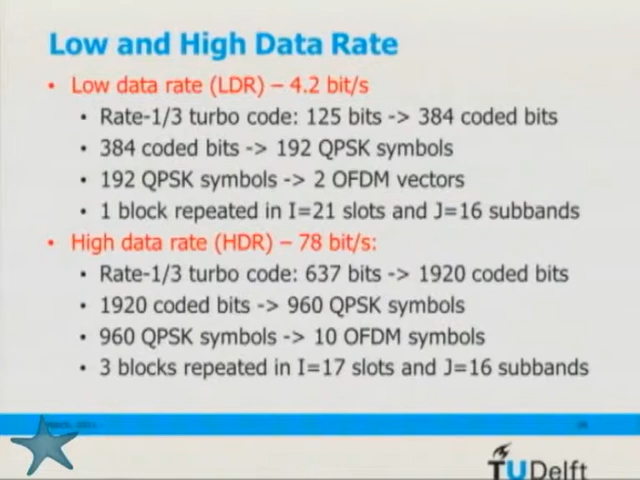 Low and High Data Rate
• Low data rate (LDR) – 4.2 bit/s
• Rate-1/3 turbo code: 125 bits -> 384 coded bits
• 384 coded bits -> 192 QPSK symbols
• 192 QPSK symbols -> 2 OFDM vectors
• 1 block repeated in I=21 slots and J=16 subbands
• High data rate (HDR) – 78 bit/s:
• Rate-1/3 turbo code: 637 bits -> 1920 coded bits
• 1920 coded bits -> 960 QPSK symbols
• 960 QPSK symbols -> 10 OFDM symbols
• 3 blocks repeated in I=17 slots and J=16 subbands
TUDelft